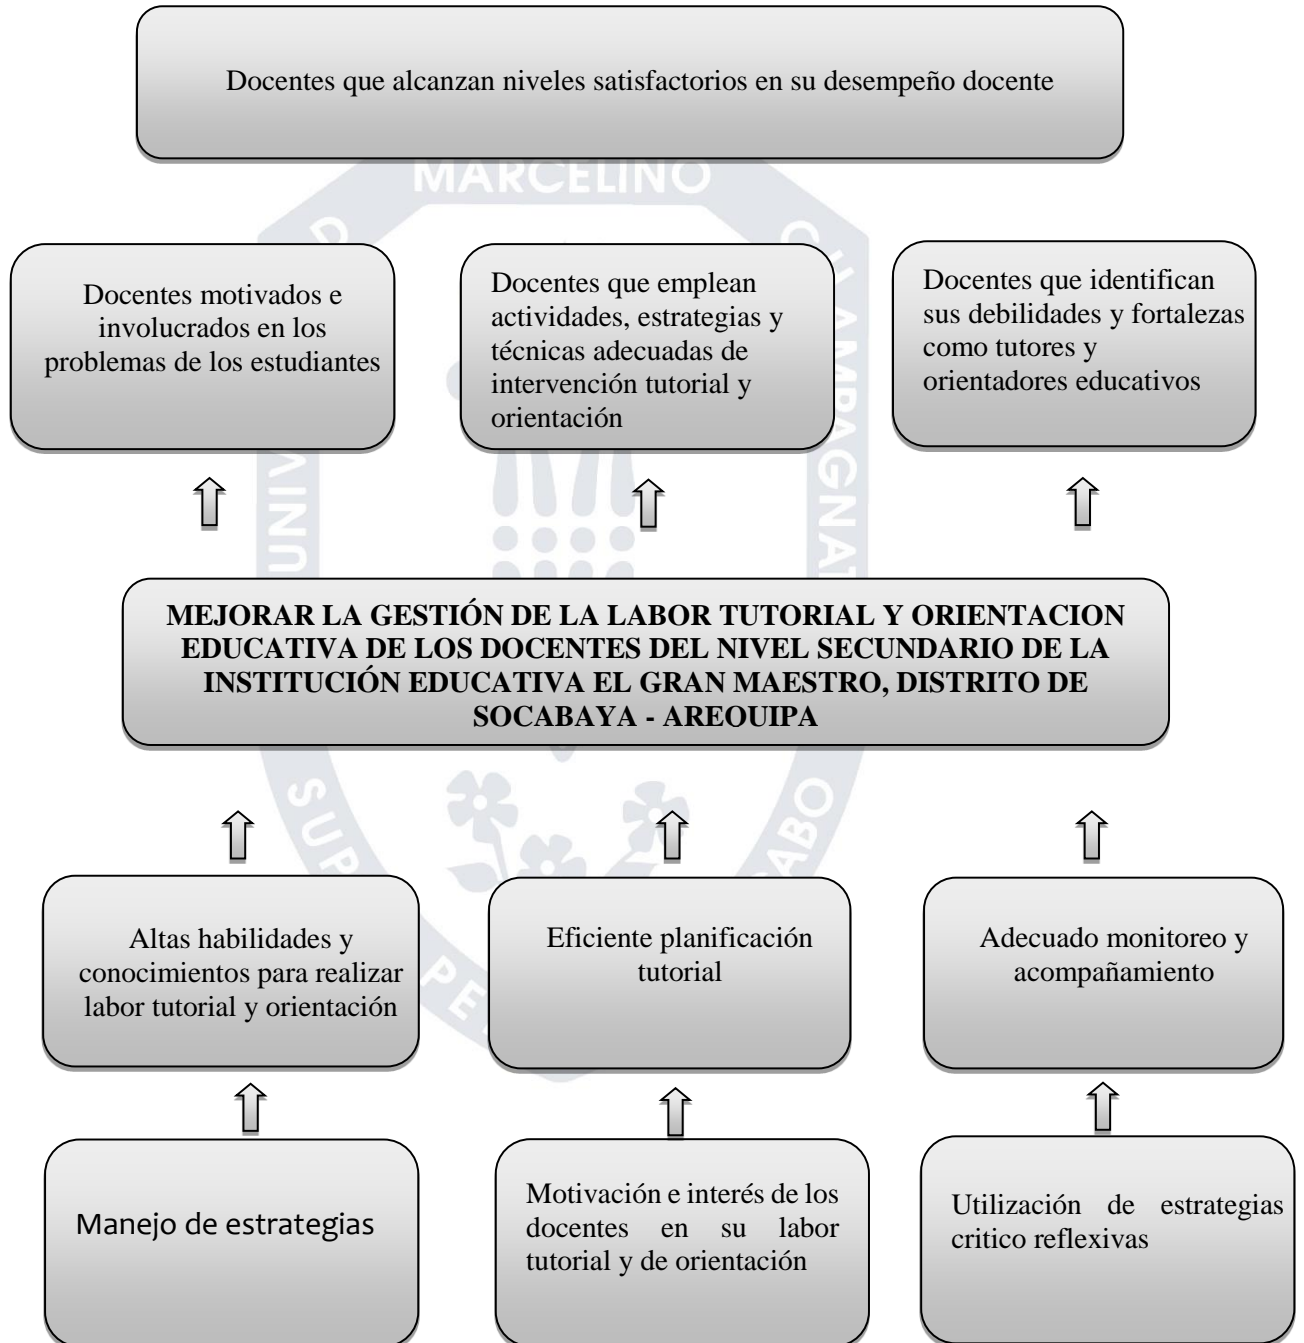 Docentes que alcanzan niveles satisfactorios en su desempeño docente
MARCELINO
Docentes motivados e
involucrados en los
problemas de los estudiantes
Docentes que emplean
actividades, estrategias y
técnicas adecuadas de
intervención tutorial y
orientación
Docentes que identifican
sus debilidades y fortalezas
como tutores y
orientadores educativos
MEJORAR LA GESTIÓN DE LA LABOR TUTORIAL Y ORIENTACION
EDUCATIVA DE LOS DOCENTES DEL NIVEL SECUNDARIO DE LA
INSTITUCIÓN EDUCATIVA EL GRAN MAESTRO, DISTRITO DE
SOCABAYA - AREQUIPA
Altas habilidades y
conocimientos para realizar
labor tutorial y orientación
Eficiente planificación
tutorial
Adecuado monitoreo y
acompañamiento
Manejo de estrategias
Motivación e interés de los
docentes en su labor
tutorial y de orientación
Utilización de estrategias
critico reflexivas